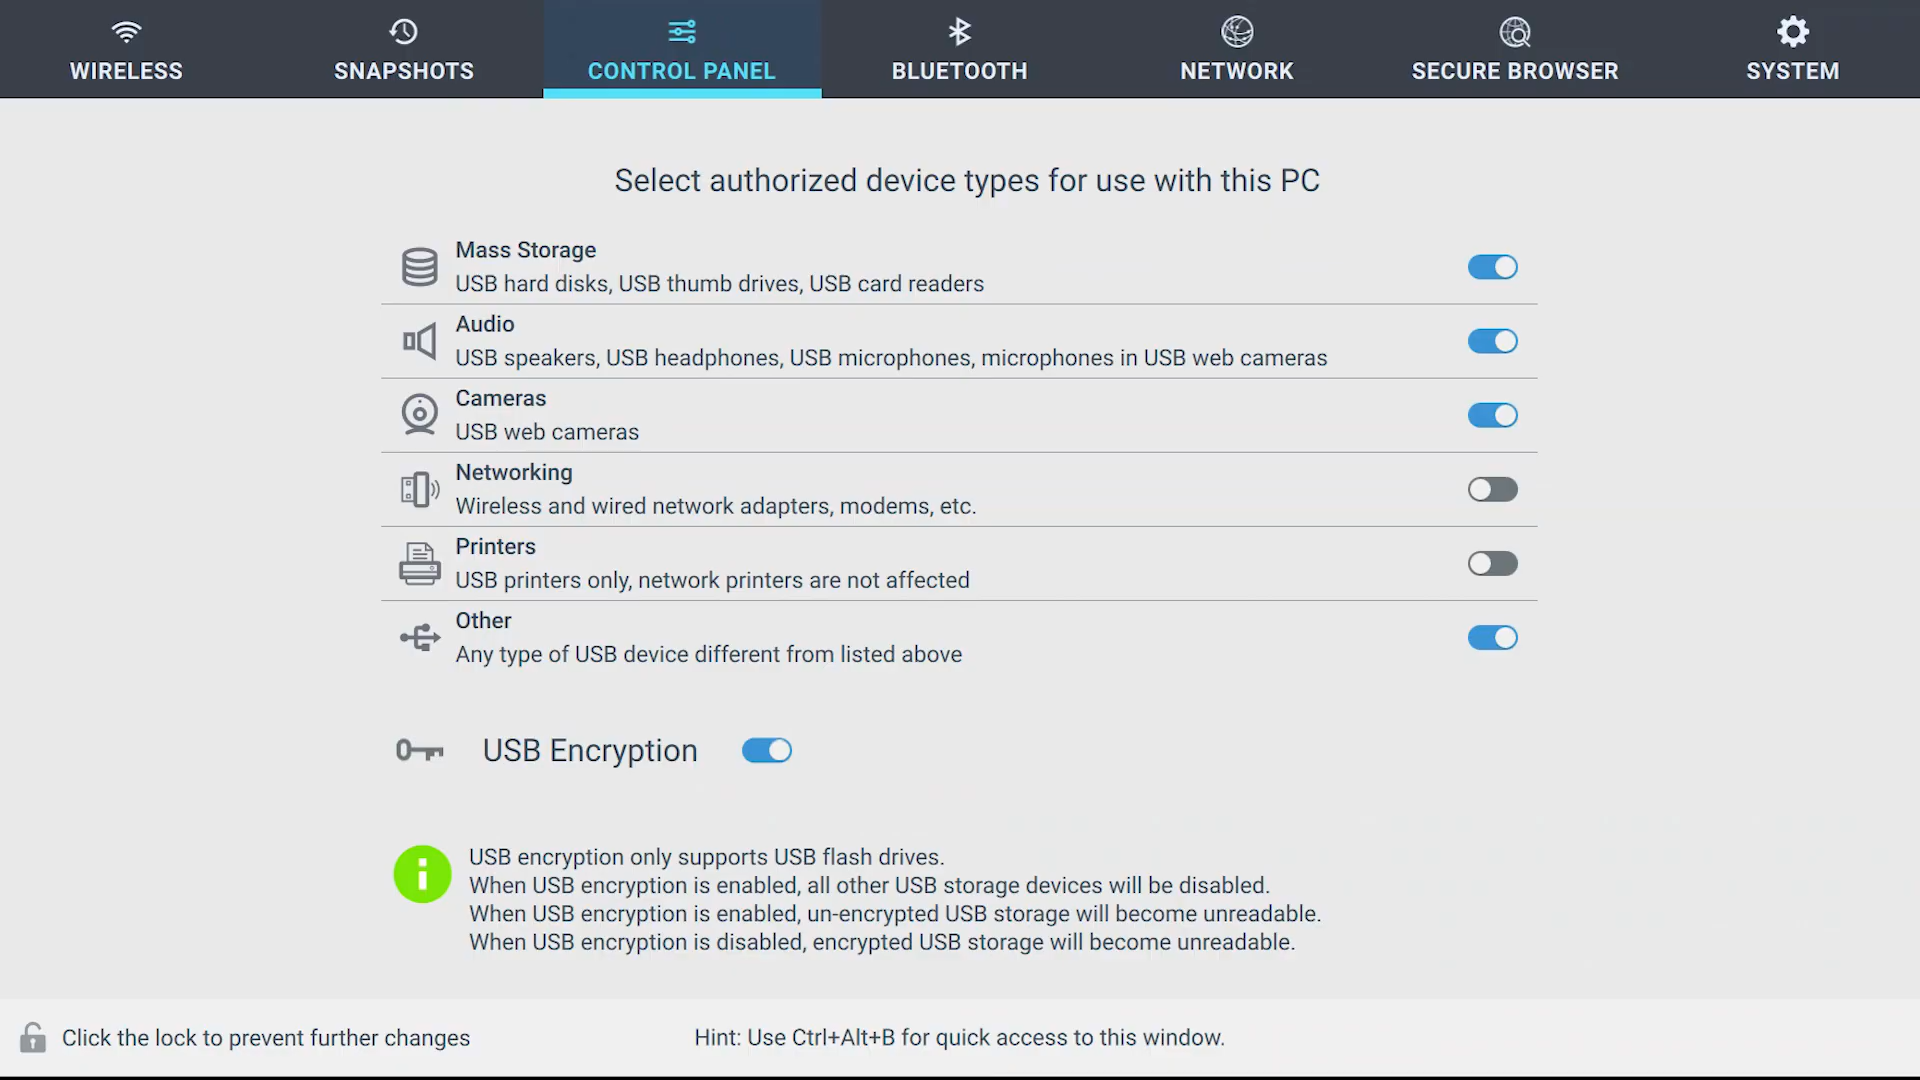 WIRELESS
SNAPSHOTS
CONTROL PANEL
BLUETOOTH
NETWORK
SECURE BROWSER
SYSTEM
Select authorized device types for use with this PC
Mass Storage
USB hard disks, USB thumb drives, USB card readers
Audio
USB speakers, USB headphones, USB microphones, microphones in USB web cameras
Cameras
USB web cameras
Networking
Wireless and wired network adapters, modems, etc.
Printers
USB printers only, network printers are not affected
Other
Any type of USB device different from listed above
USB Encryption
USB encryption only supports USB flash drives.
When USB encryption is enabled, all other USB storage devices will be disabled.
When USB encryption is enabled, un-encrypted USB storage will become unreadable.
When USB encryption is disabled, encrypted USB storage will become unreadable.
Click the lock to prevent further changes
Hint: Use Ctrl+Alt+B for quick access to this window.